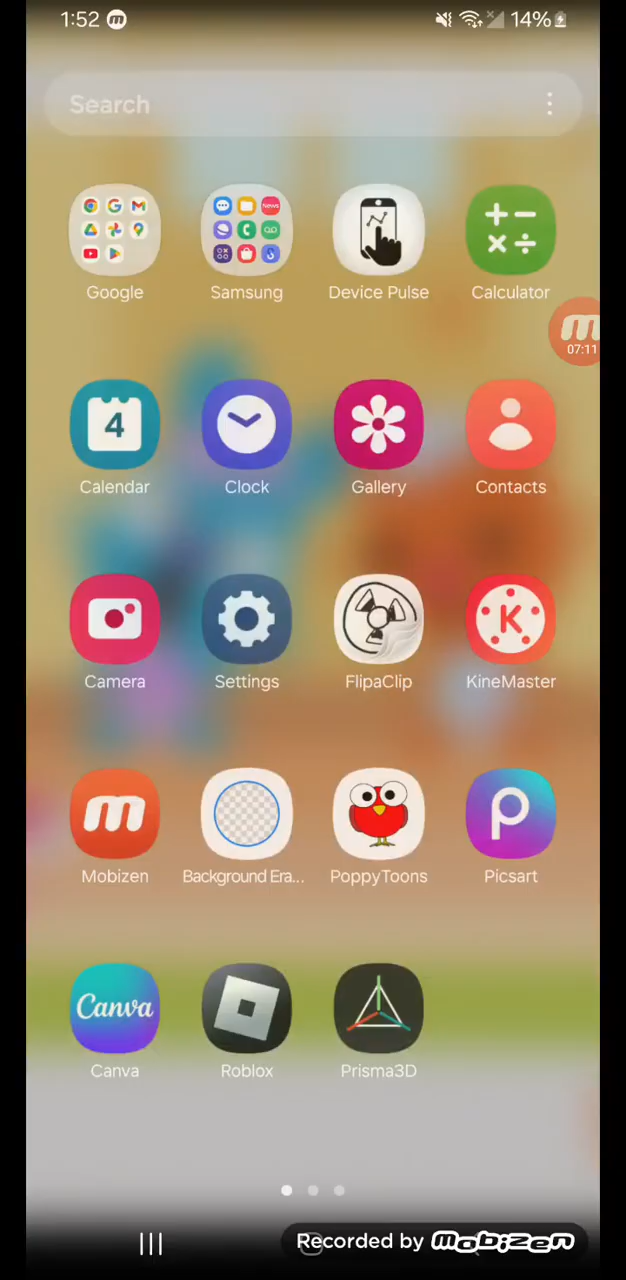 1:52 14%
Search
News
Google Samsung Device Pulse Calculator
07:11
4
Calendar Clock Gallery Contacts
K
Camera Settings FlipaClip KineMaster
Mobizen Background Era... PoppyToons Picsart
Canva
Canva Roblox Prisma3D
Recorded by mobizen